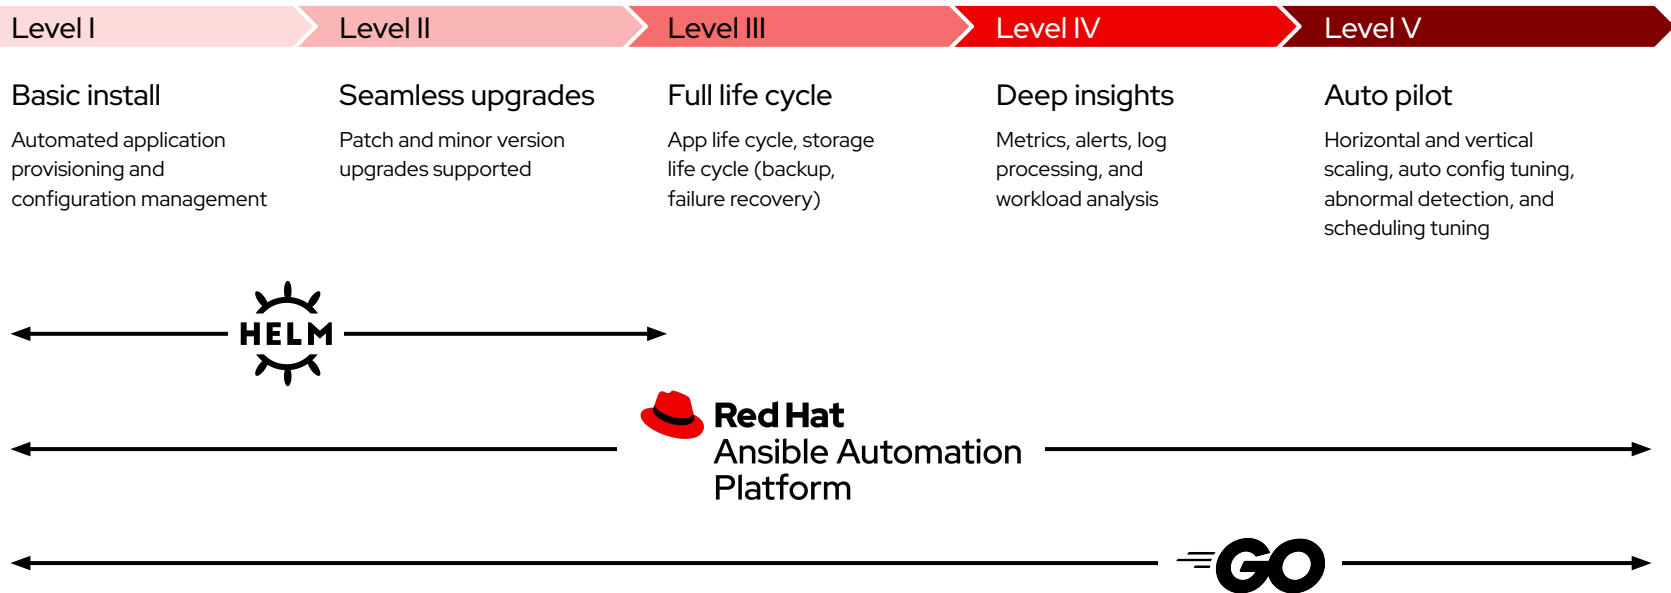 Level I
Level II
Level III
Level IV
Level V
Basic install
Automated application
provisioning and
configuration management
Seamless upgrades
Patch and minor version
upgrades supported
Full life cycle
App life cycle, storage
life cycle (backup,
failure recovery)
Deep insights
Metrics, alerts, log
processing, and
workload analysis
Auto pilot
Horizontal and vertical
scaling, auto config tuning,
abnormal detection, and
scheduling tuning
HELM
Red Hat
Ansible Automation
Platform
GO